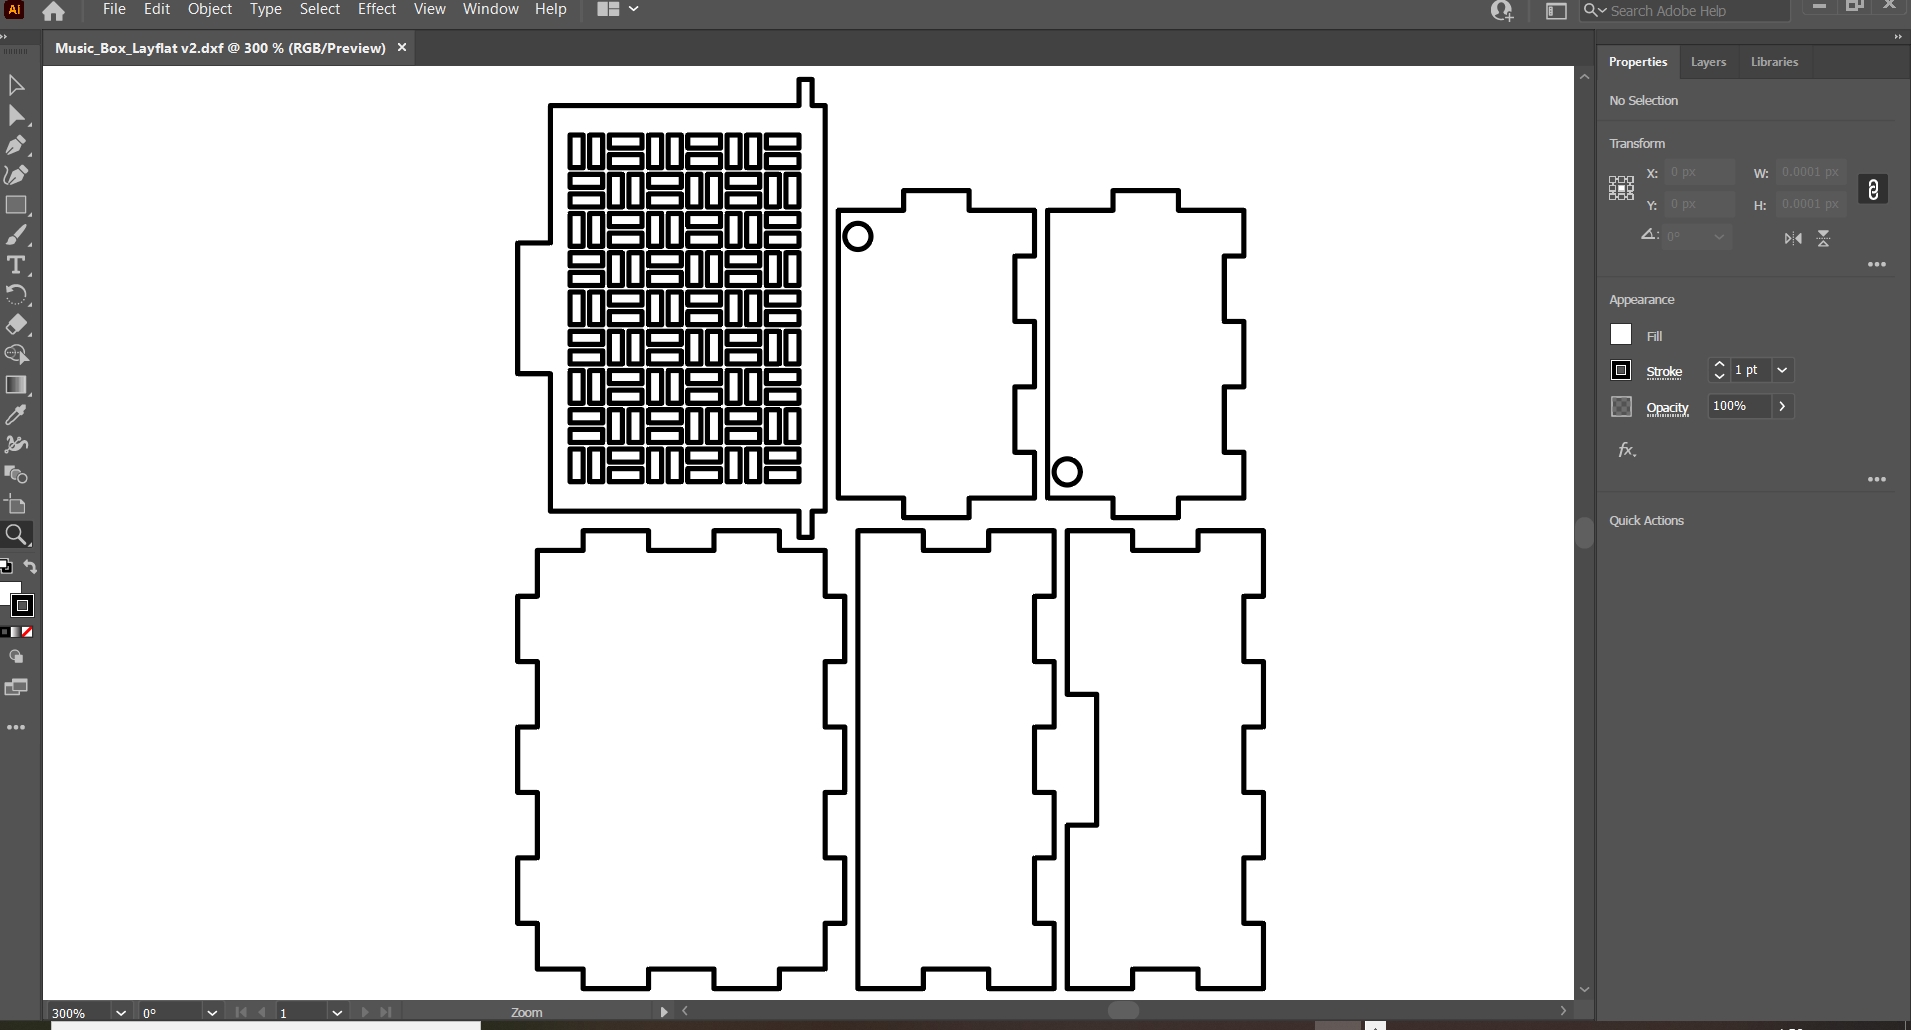 Ai File Edit Object Type Select Effect View Window Help Search Adobe Help
Music_Box_Layflat v2.dxf @ 300 % (RGB/Preview) ×
Properties Layers Libraries
No Selection
Transform
X: 0 px W: 0.0001 px
Y: 0 px H: 0.0001 px
0°
Appearance
Fill
Stroke 1 pt
Opacity 100%
fx.
Quick Actions
300% 0° 1 Zoom